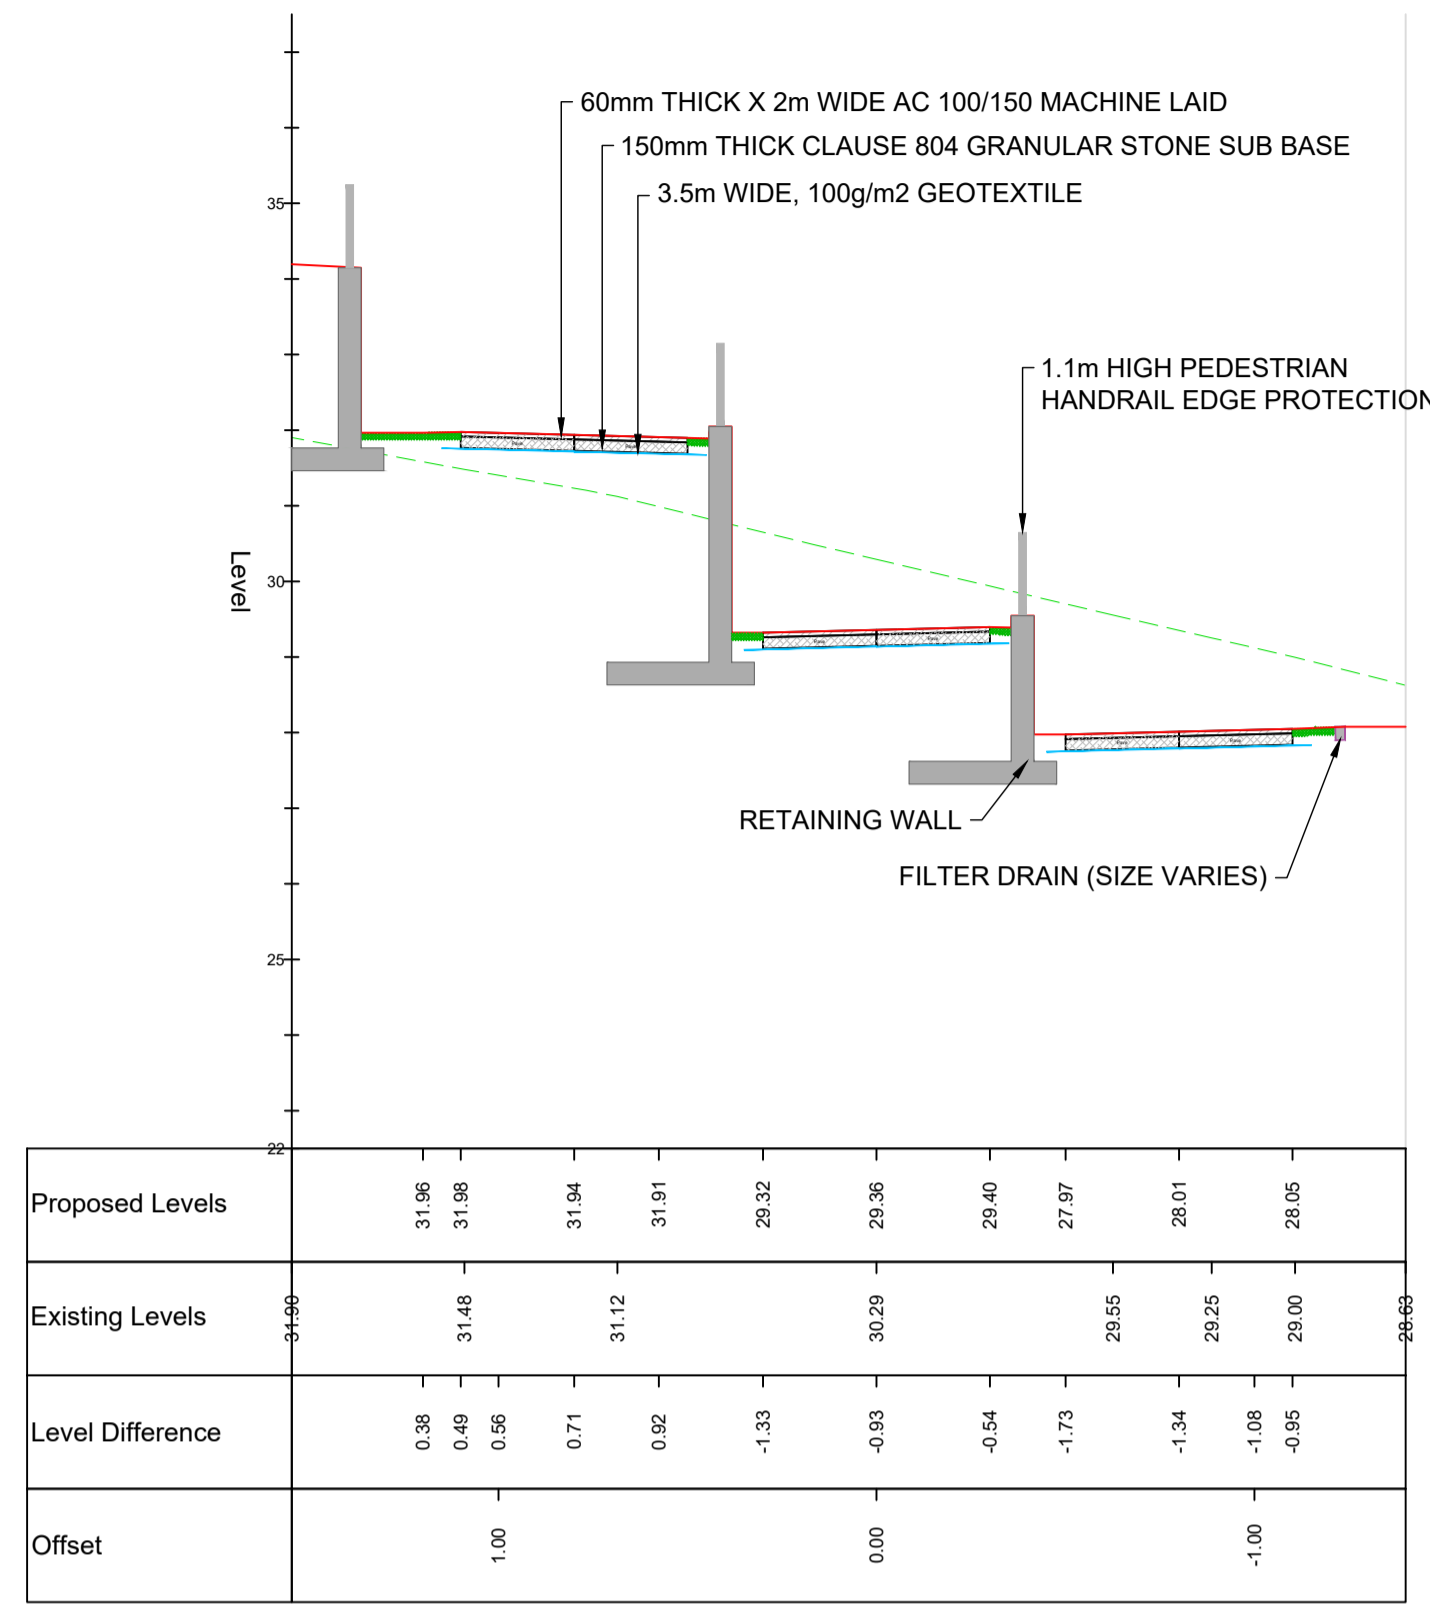 60mm THICK X 2m WIDE AC 100/150 MACHINE LAID
150mm THICK CLAUSE 804 GRANULAR STONE SUB BASE
3.5m WIDE, 100g/m2 GEOTEXTILE
35
1.1m HIGH PEDESTRIAN
HANDRAIL EDGE PROTECTION
Level
30
RETAINING WALL
FILTER DRAIN (SIZE VARIES)
25
22
Proposed Levels 31.96 31.98 31.94 31.91 29.32 29.36 29.40 27.97 28.01 28.05
Existing Levels 31.90 31.48 31.12 30.29 29.55 29.25 29.00 28.63
Level Difference 0.38 0.49 0.56 0.71 0.92 -1.33 -0.93 -0.54 -1.73 -1.34 -1.08 -0.95
Offset 1.00 0.00 -1.00